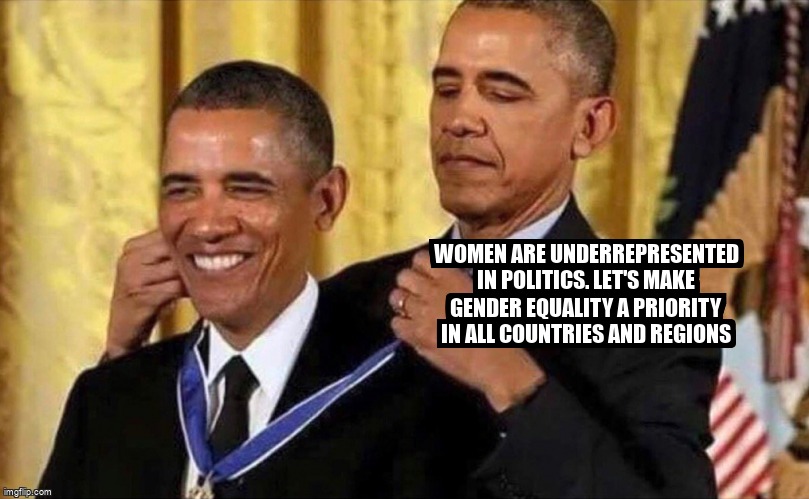 WOMEN ARE UNDERREPRESENTED
IN POLITICS. LET'S MAKE
GENDER EQUALITY A PRIORITY
IN ALL COUNTRIES AND REGIONS
imgflip.com